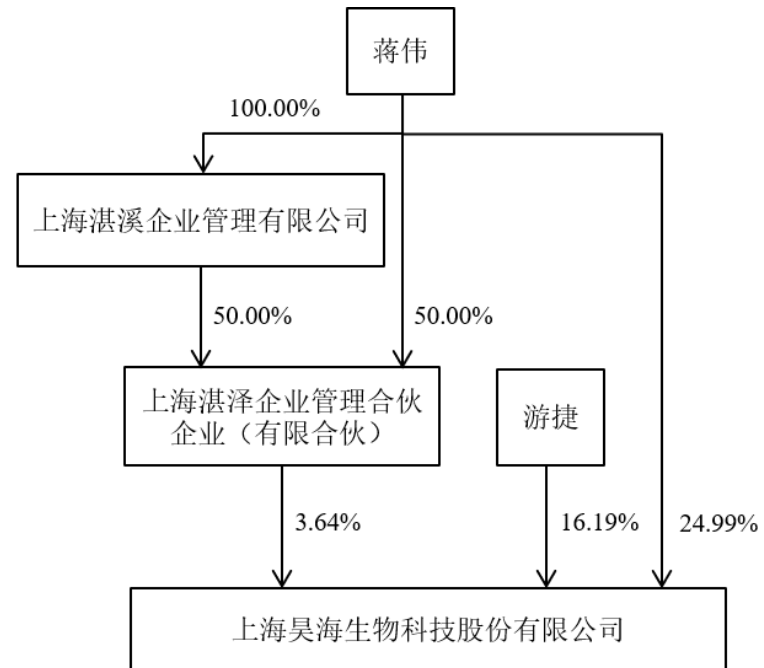 蒋伟
100.00%
上海湛溪企业管理有限公司
50.00%
50.00%
上海湛泽企业管理合伙
企业（有限合伙）
游捷
3.64%
16.19%
24.99%
上海昊海生物科技股份有限公司